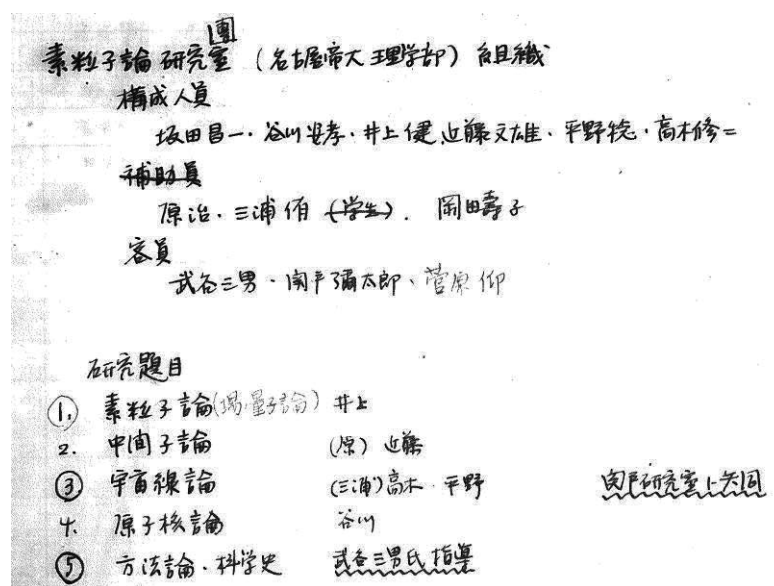 團
素粒子論研究室 (名古屋帝大理学部) 組織
構成人員
坂田昌一・谷川安孝・井上健・近藤文雄・平野稔・高木修二
補助員
原治・三浦侑 (学生)・岡田寿子
客員
武谷三男・関戸弥太郎・菅原仰
研究題目
1. 素粒子論(場.量子論) 井上
2. 中間子論 (原) 近藤
3 宇宙線論 (三浦)高木・平野 関戸研究室ト共同
4. 原子核論 谷川
5 方法論・科学史 武谷三男氏指導